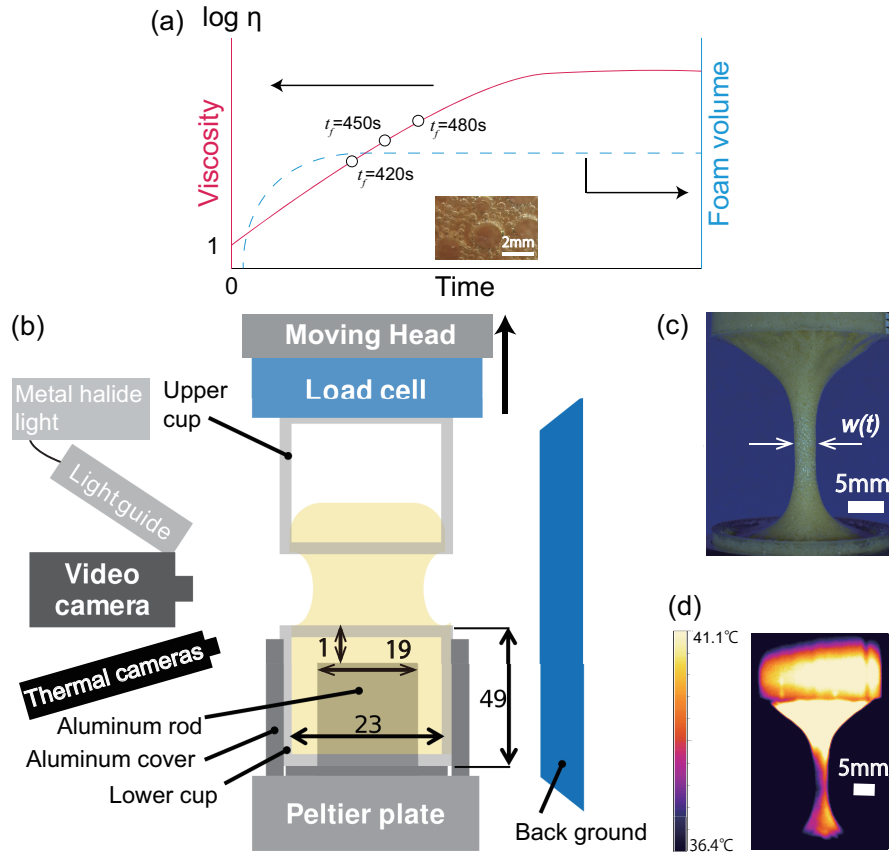 (a)
log η
Viscosity
1
0
Time
Foam volume
t_f=450s
t_f=480s
t_f=420s
2mm
(b)
Moving Head
Load cell
Upper
cup
Metal halide
light
Light guide
Video
camera
Thermal cameras
1
19
23
49
Aluminum rod
Aluminum cover
Lower cup
Peltier plate
Back ground
(c)
w(t)
5mm
(d)
41.1℃
36.4℃
5mm